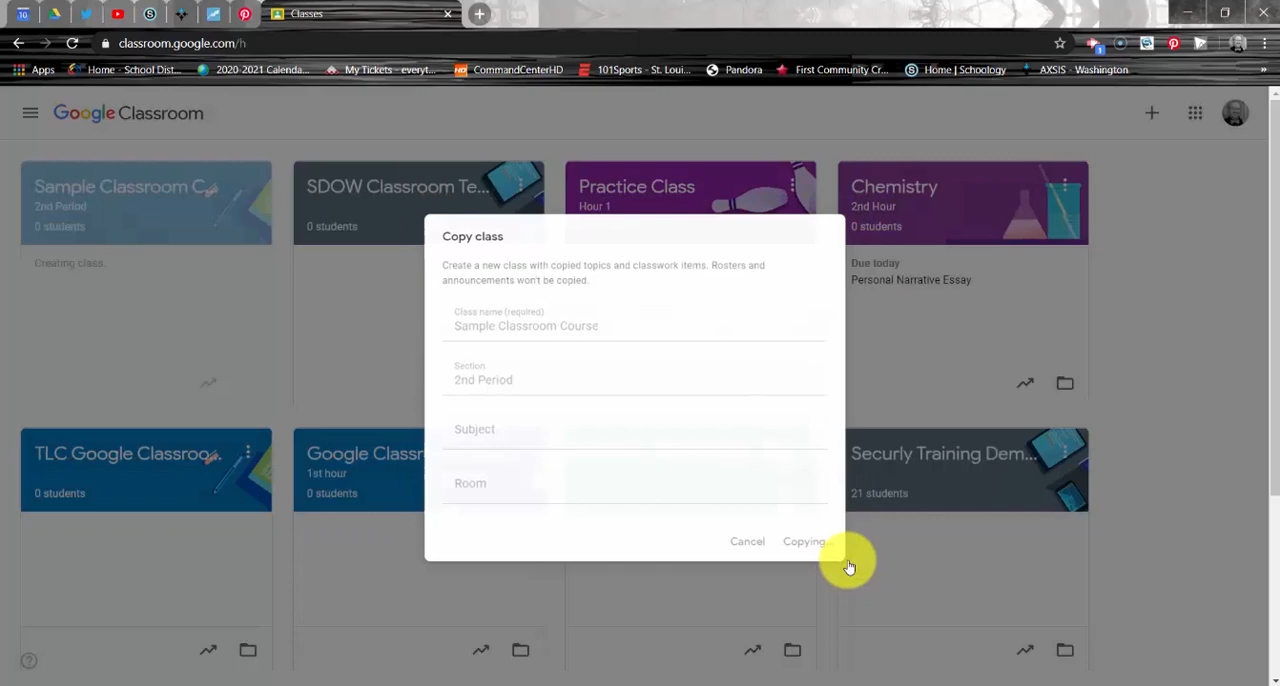 10
Classes
classroom.google.com/h
1
Apps
Home - School Dist...
2020-2021 Calenda...
My Tickets - everyt...
HD
CommandCenterHD
101Sports - St. Loui...
Pandora
First Community Cr...
S
Home | Schoology
AXSIS - Washington
»
Google Classroom
Sample Classroom C...
2nd Period
0 students
Creating class.
SDOW Classroom Te...
0 students
Practice Class
Hour 1
Chemistry
2nd Hour
0 students
Due today
Personal Narrative Essay
Copy class
Create a new class with copied topics and classwork items. Rosters and
announcements won't be copied.
Class name (required)
Sample Classroom Course
Section
2nd Period
Subject
Room
Cancel
Copying...
TLC Google Classroo...
0 students
Google Classr
1st hour
0 students
Securly Training Dem...
21 students